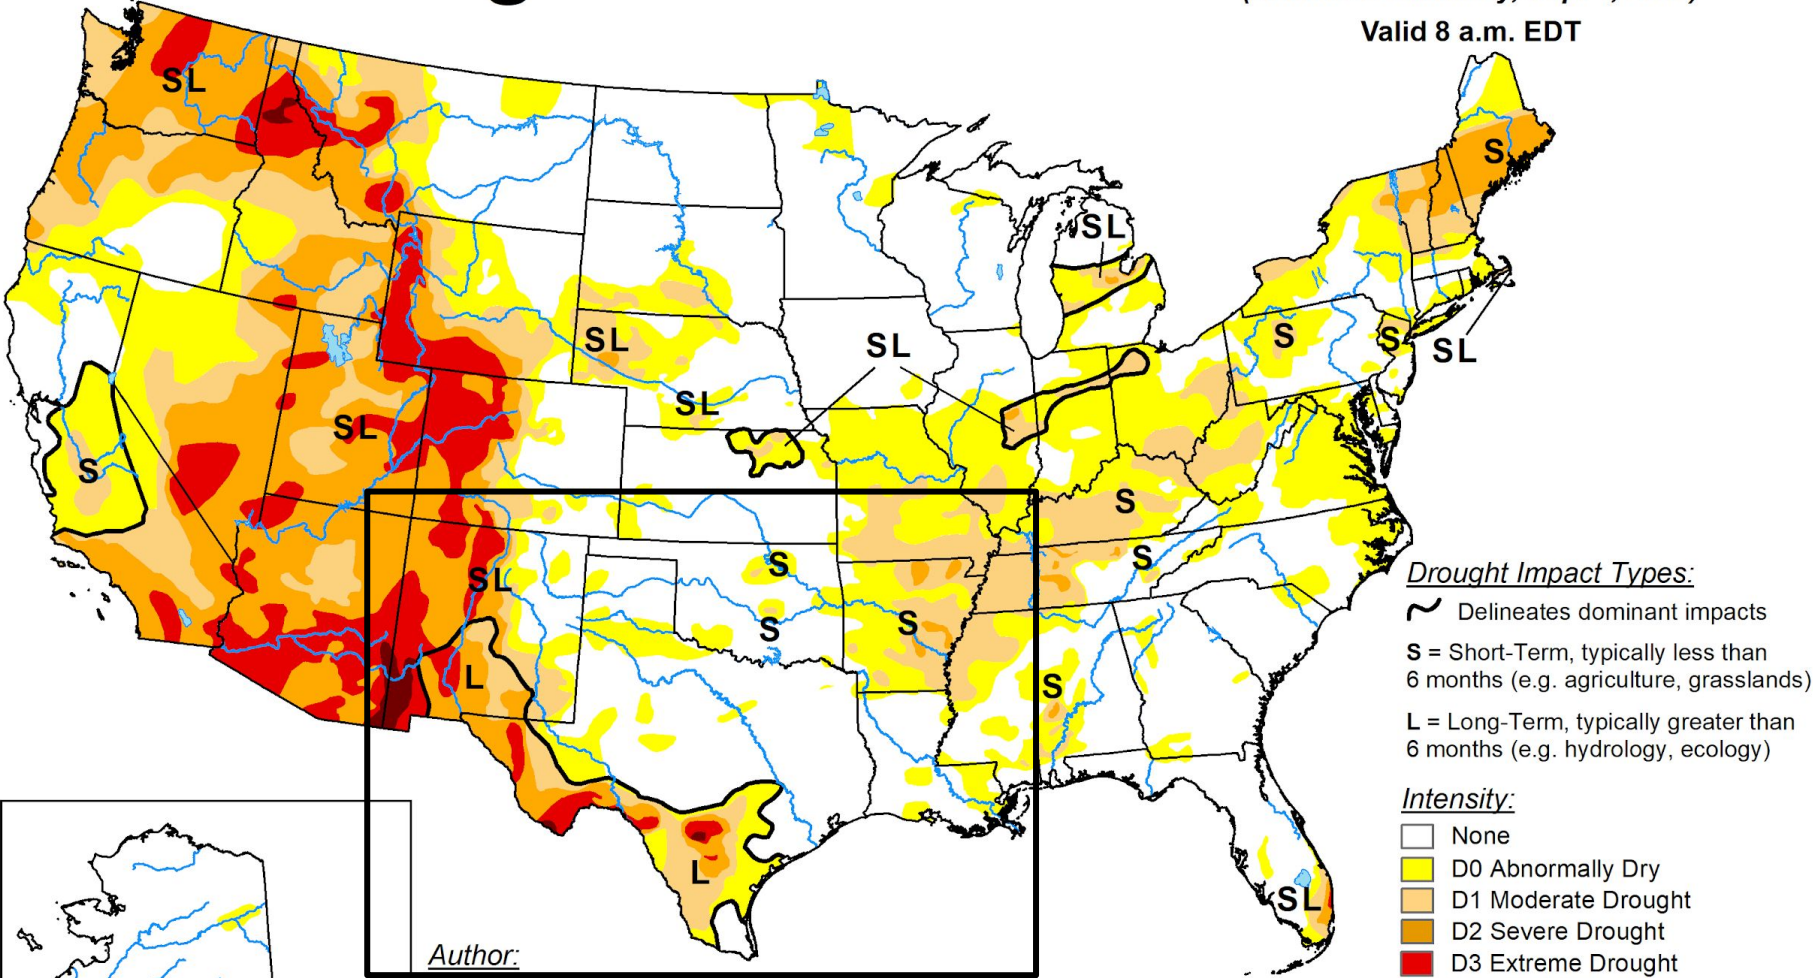 Valid 8 a.m. EDT
SL
S
SL
SL
SL
SL
S
S
SL
SL
SL
S
S
S
S
SL
S
S
S
L
S
L
SL
Drought Impact Types:
Delineates dominant impacts
S = Short-Term, typically less than
6 months (e.g. agriculture, grasslands)
L = Long-Term, typically greater than
6 months (e.g. hydrology, ecology)
Intensity:
None
D0 Abnormally Dry
D1 Moderate Drought
D2 Severe Drought
D3 Extreme Drought
Author: